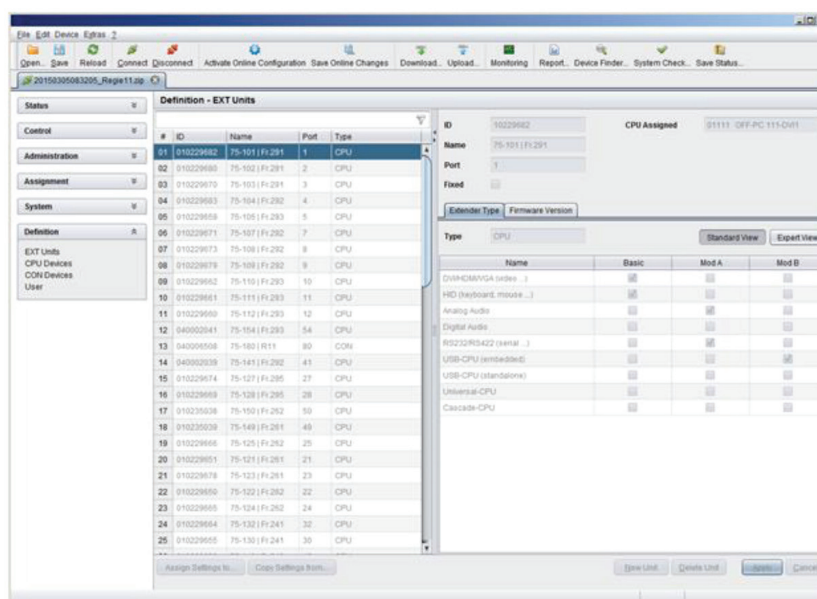 File Edit Device Extras ?
Open... Save Reload Connect Disconnect Activate Online Configuration Save Online Changes Download... Upload... Monitoring Report... Device Finder... System Check... Save Status...
20150305083205_Regie11.zip
Status
Control
Administration
Assignment
System
Definition
EXT Units
CPU Devices
CON Devices
User
Definition - EXT Units
# ID Name Port Type
01 010229682 75-101 | Fr.291 1 CPU
02 010229680 75-102 | Fr.291 2 CPU
03 010229670 75-103 | Fr.291 3 CPU
04 010229683 75-104 | Fr.292 4 CPU
05 010229659 75-105 | Fr.293 5 CPU
06 010229671 75-107 | Fr.292 7 CPU
07 010229673 75-108 | Fr.292 8 CPU
08 010229679 75-109 | Fr.292 9 CPU
09 010229662 75-110 | Fr.293 10 CPU
10 010229661 75-111 | Fr.293 11 CPU
11 010229660 75-112 | Fr.293 12 CPU
12 040002041 75-154 | Fr.293 54 CPU
13 040006508 75-180 | R11 80 CON
14 040002039 75-141 | Fr.292 41 CPU
15 010229674 75-127 | Fr.295 27 CPU
16 010229669 75-128 | Fr.295 28 CPU
17 010235038 75-150 | Fr.262 50 CPU
18 010235039 75-149 | Fr.261 49 CPU
19 010229666 75-125 | Fr.262 25 CPU
20 010229651 75-121 | Fr.261 21 CPU
21 010229678 75-123 | Fr.261 23 CPU
22 010229650 75-122 | Fr.262 22 CPU
23 010229665 75-124 | Fr.262 24 CPU
24 010229664 75-132 | Fr.241 32 CPU
25 010229655 75-130 | Fr.241 30 CPU
Assign Settings to... Copy Settings from...
ID 10229682 CPU Assigned 01111 OFF-PC 111-DVI1
Name 75-101 | Fr.291
Port 1
Fixed
Extender Type Firmware Version
Type CPU Standard View Expert View
Name Basic Mod A Mod B
DVI/HDMI/VGA (video ...)
HID (keyboard, mouse ...)
Analog Audio
Digital Audio
RS232/RS422 (serial ...)
USB-CPU (embedded)
USB-CPU (standalone)
Universal-CPU
Cascade-CPU
New Unit Delete Unit Apply Cancel